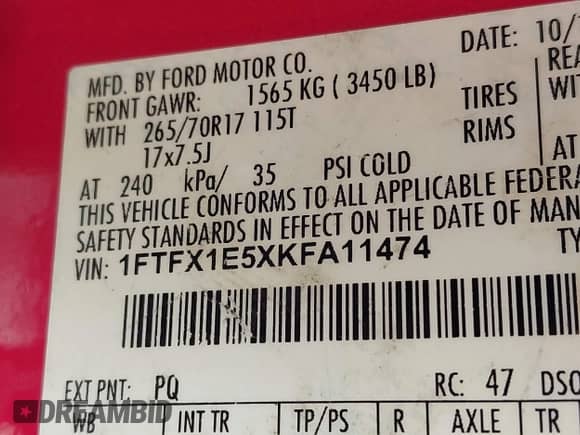 MFD. BY FORD MOTOR CO.
DATE: 10/
FRONT GAWR: 1565 KG ( 3450 LB)
WITH 265/70R17 115T TIRES
17x7.5J RIMS
AT 240 kPa/ 35 PSI COLD AT
THIS VEHICLE CONFORMS TO ALL APPLICABLE FEDERA
SAFETY STANDARDS IN EFFECT ON THE DATE OF MAN
VIN: 1FTFX1E5XKFA11474 TY
EXT PNT: PQ RC: 47 DSO
WB INT TR TP/PS R AXLE TR
DREAMBID